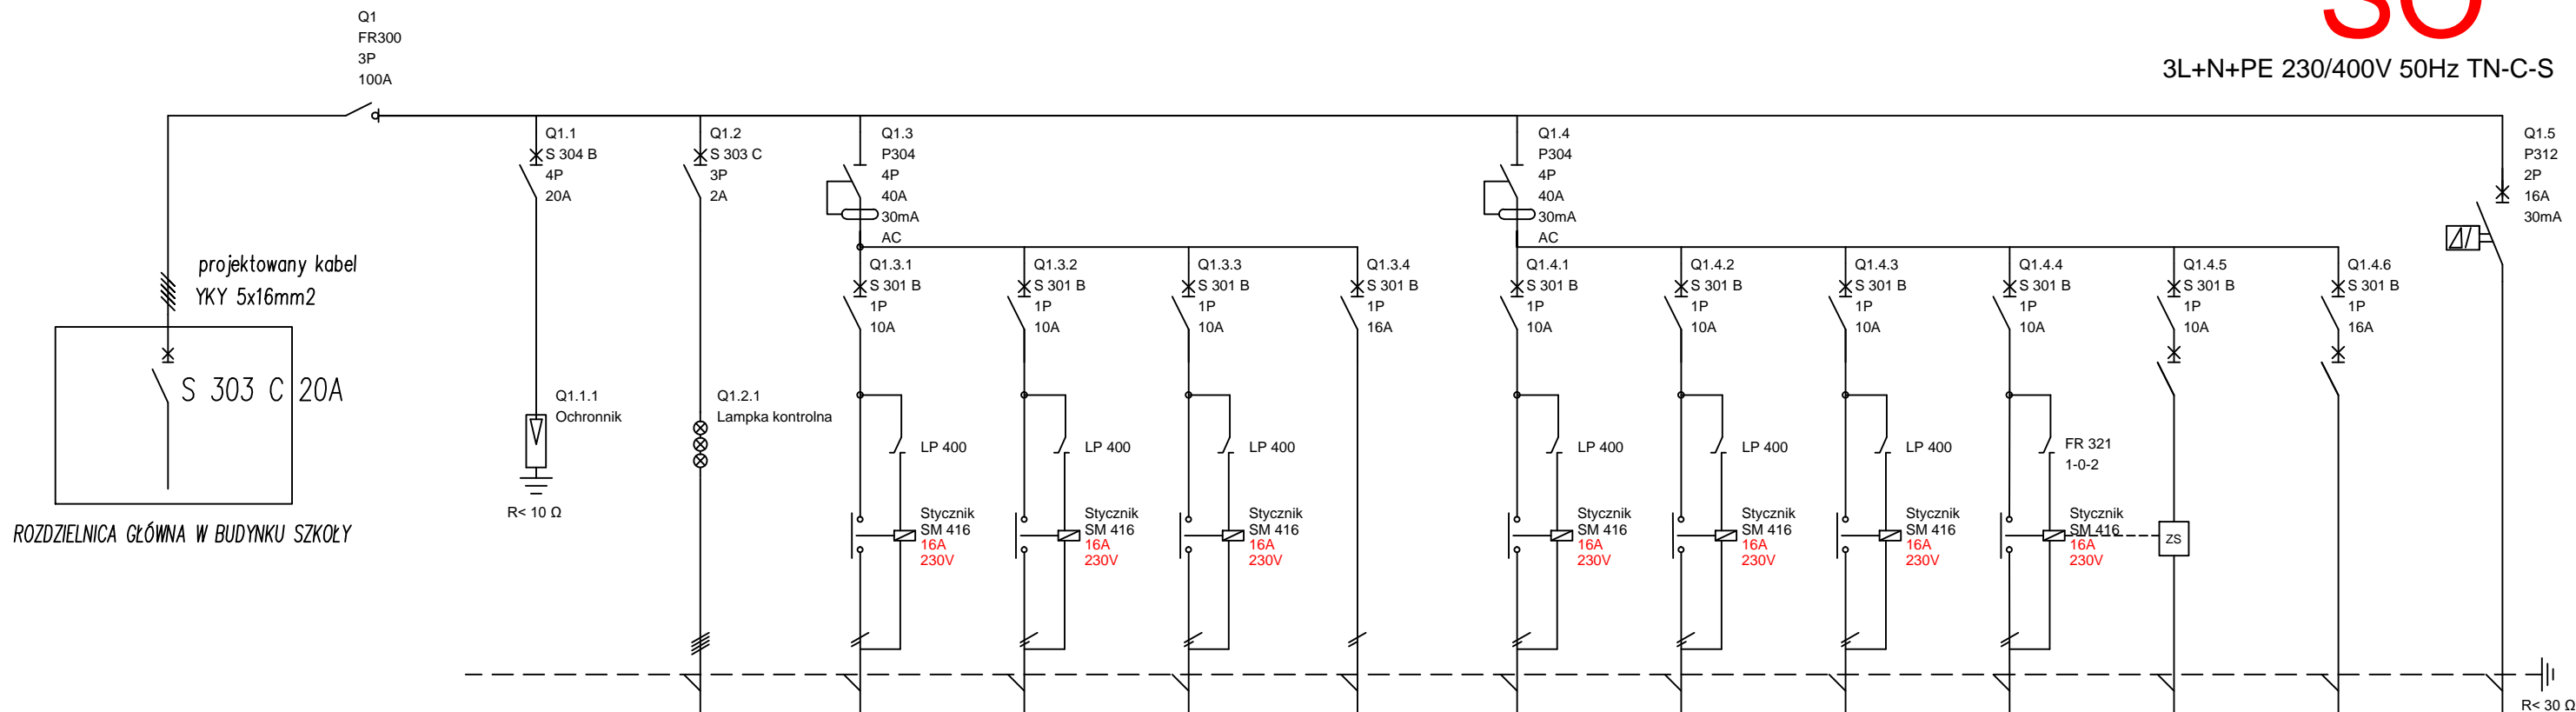 Q1
FR300
3P
100A
3L+N+PE 230/400V 50Hz TN-C-S
Q1.1
S 304 B
4P
20A
Q1.2
S 303 C
3P
2A
Q1.3
P304
4P
40A
30mA
AC
Q1.4
P304
4P
40A
30mA
AC
Q1.5
P312
2P
16A
30mA
projektowany kabel
YKY 5x16mm2
S 303 C 20A
ROZDZIELNICA GŁÓWNA W BUDYNKU SZKOŁY
Q1.1.1
Ochronnik
R< 10 Ω
Q1.2.1
Lampka kontrolna
Q1.3.1
S 301 B
1P
10A
LP 400
Stycznik
SM 416
16A
230V
Q1.3.2
S 301 B
1P
10A
LP 400
Stycznik
SM 416
16A
230V
Q1.3.3
S 301 B
1P
10A
LP 400
Stycznik
SM 416
16A
230V
Q1.3.4
S 301 B
1P
16A
Q1.4.1
S 301 B
1P
10A
LP 400
Stycznik
SM 416
16A
230V
Q1.4.2
S 301 B
1P
10A
LP 400
Stycznik
SM 416
16A
230V
Q1.4.3
S 301 B
1P
10A
LP 400
Stycznik
SM 416
16A
230V
Q1.4.4
S 301 B
1P
10A
FR 321
1-0-2
Stycznik
SM 416
16A
230V
Q1.4.5
S 301 B
1P
10A
ZS
Q1.4.6
S 301 B
1P
16A
R< 30 Ω